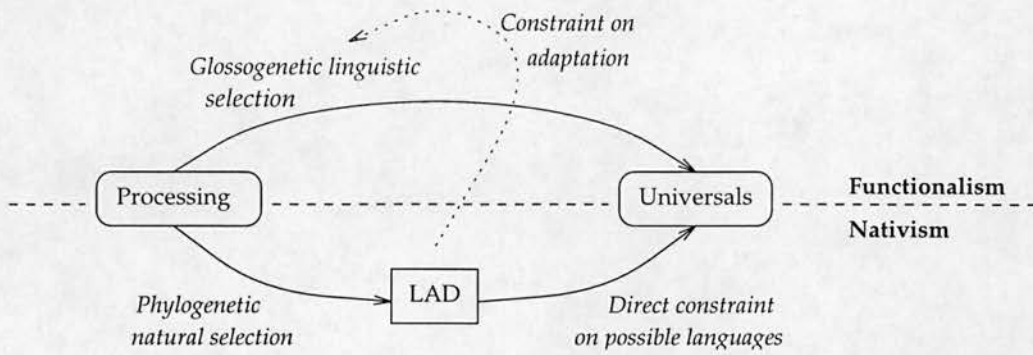 Constraint on
adaptation
Glossogenetic linguistic
selection
Processing
Universals
Functionalism
Nativism
LAD
Phylogenetic
natural selection
Direct constraint
on possible languages